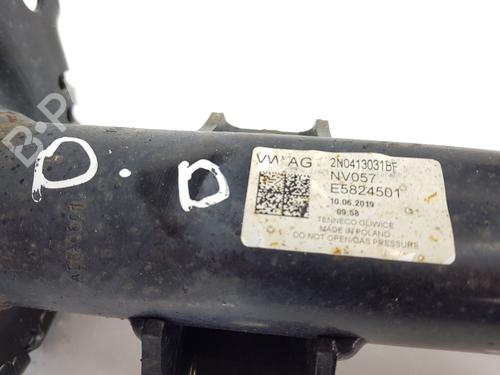 B-PA
D.D
VW AG 2N0413031BF
NV057
E5824501
10.06.2019
09:58
TENNECO GLIWICE
MADE IN POLAND
DO NOT OPEN/GAS PRESSURE